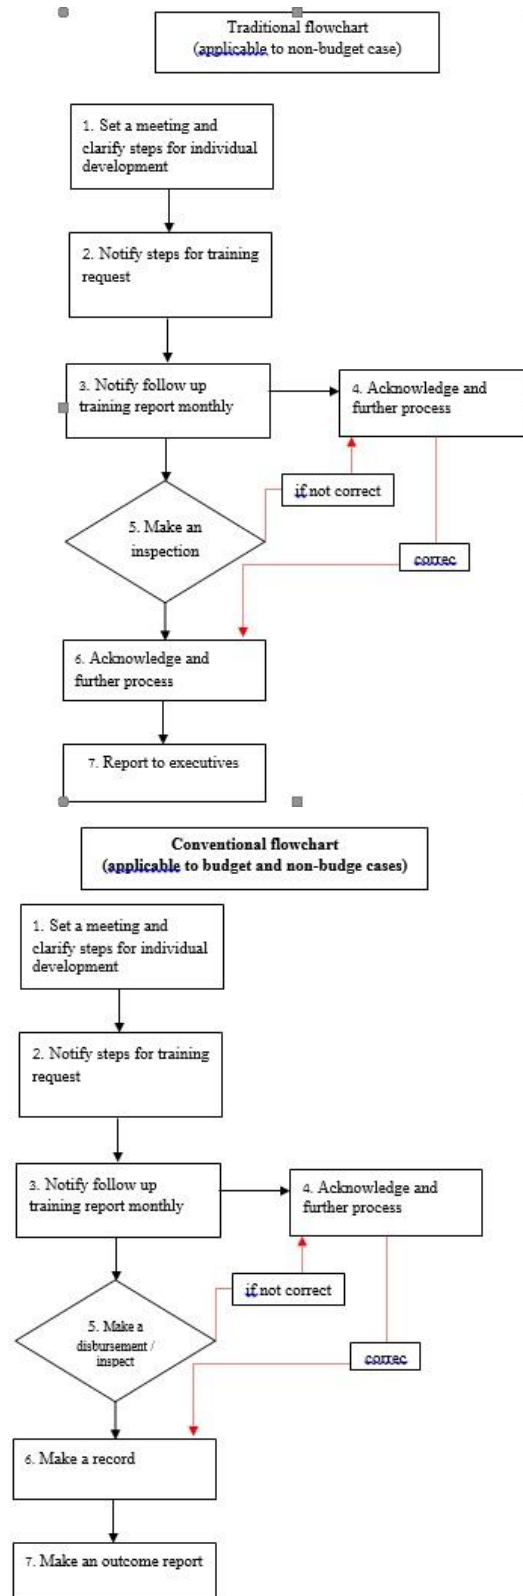 Traditional flowchart
(applicable to non-budget case)
1. Set a meeting and
clarify steps for individual
development
2. Notify steps for training
request
3. Notify follow up
training report monthly
4. Acknowledge and
further process
if not correct
5. Make an
inspection
correc
6. Acknowledge and
further process
7. Report to executives
Conventional flowchart
(applicable to budget and non-budge cases)
1. Set a meeting and
clarify steps for individual
development
2. Notify steps for training
request
3. Notify follow up
training report monthly
4. Acknowledge and
further process
if not correct
5. Make a
disbursement /
inspect
correc
6. Make a record
7. Make an outcome report